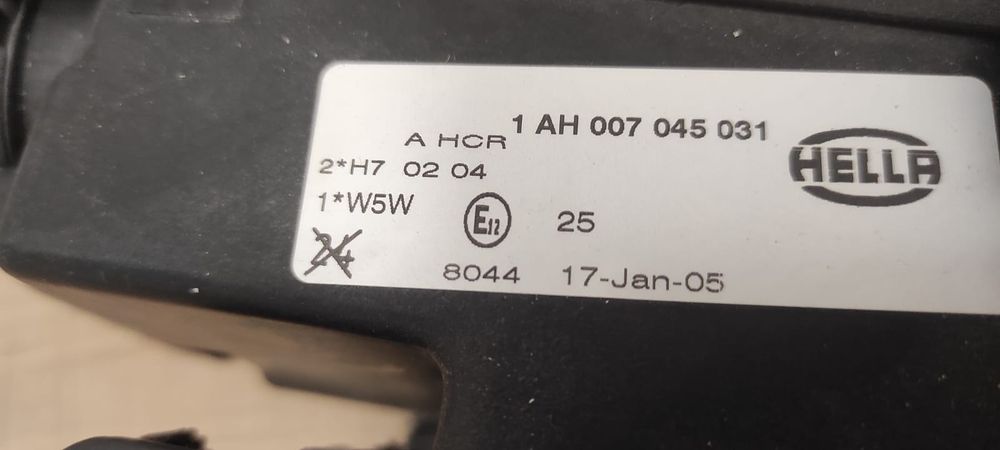 1 AH 007 045 031
A HCR
2*H7 02 04
1*W5W
E12 25
24
8044 17-Jan-05
HELLA